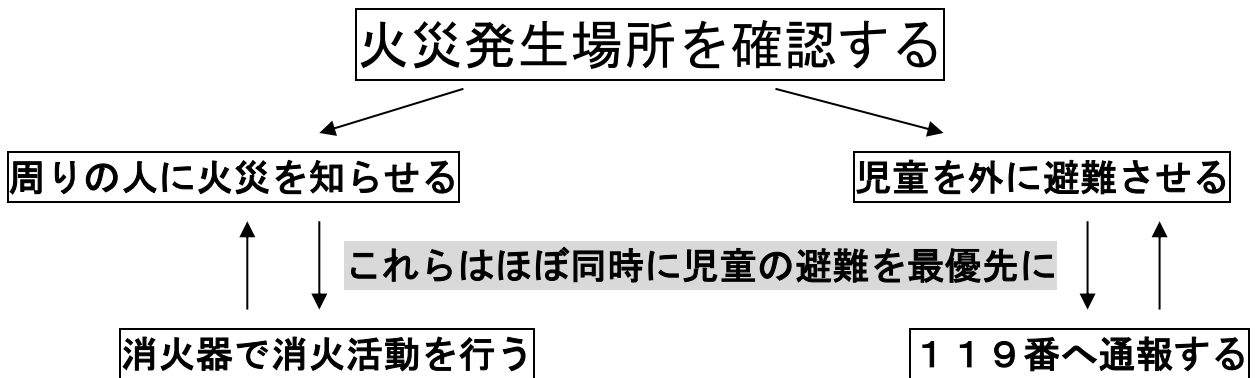 火災発生場所を確認する
周りの人に火災を知らせる
児童を外に避難させる
これらはほぼ同時に児童の避難を最優先に
消火器で消火活動を行う
１１９番へ通報する